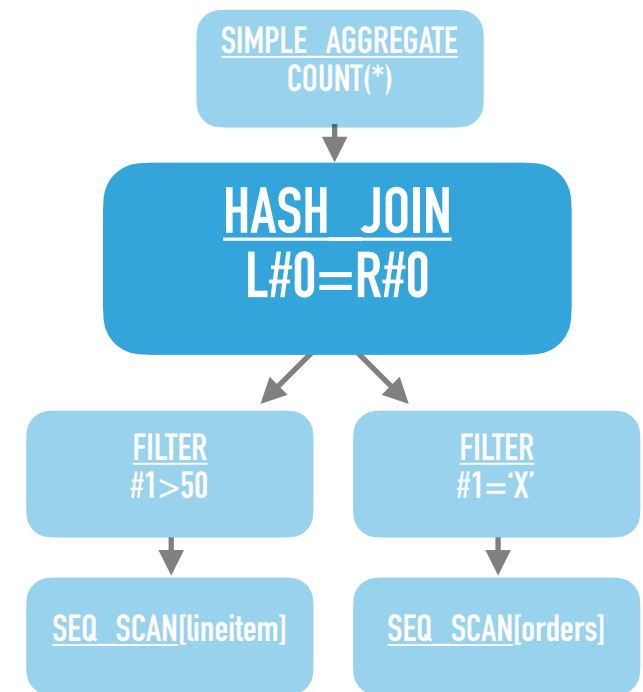 SIMPLE_AGGREGATE
COUNT(*)
HASH_JOIN
L#0=R#0
FILTER
#1>50
FILTER
#1=‘X’
SEQ_SCAN[lineitem]
SEQ_SCAN[orders]